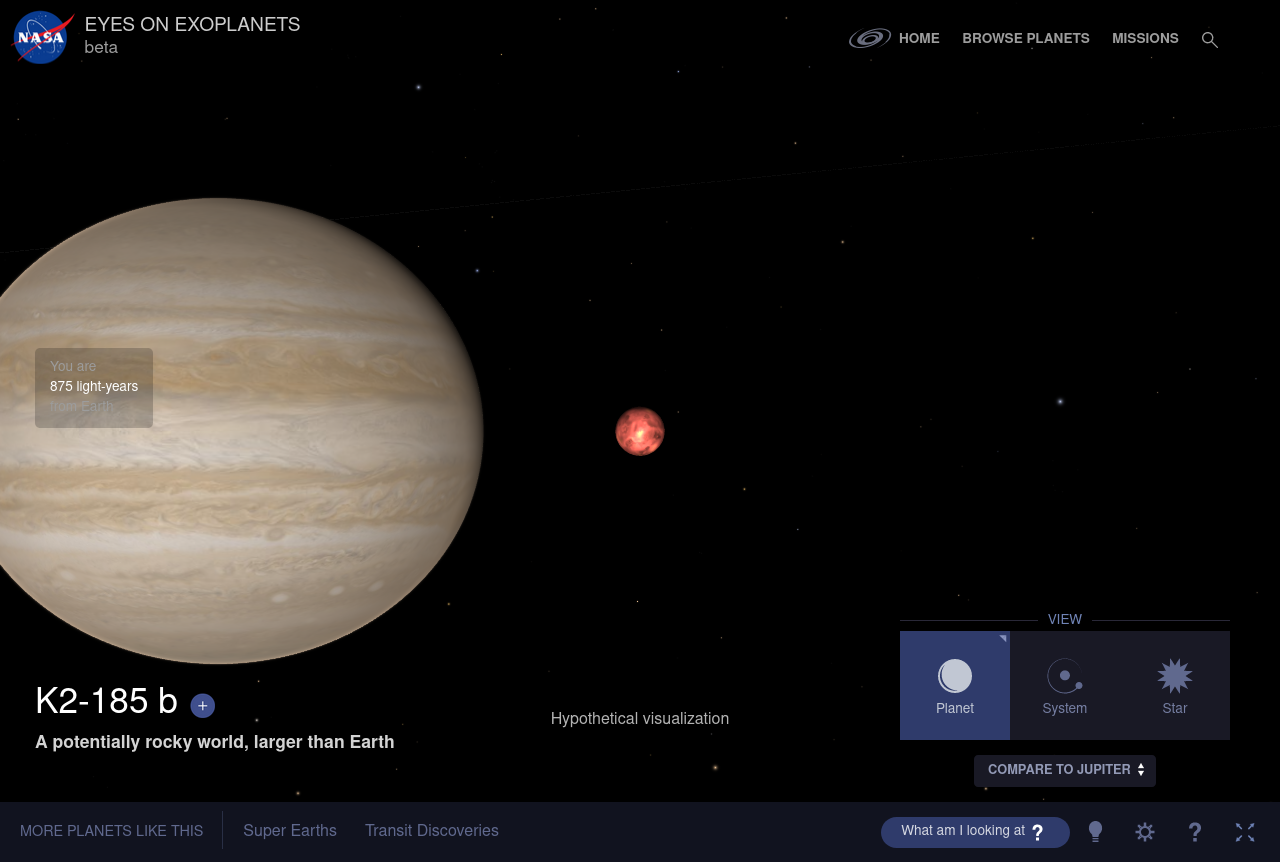 NASA
EYES ON EXOPLANETS
beta
HOME
BROWSE PLANETS
MISSIONS
You are
875 light-years
from Earth
K2-185 b +
A potentially rocky world, larger than Earth
Hypothetical visualization
VIEW
Planet
System
Star
COMPARE TO JUPITER
MORE PLANETS LIKE THIS
Super Earths
Transit Discoveries
What am I looking at ?
?